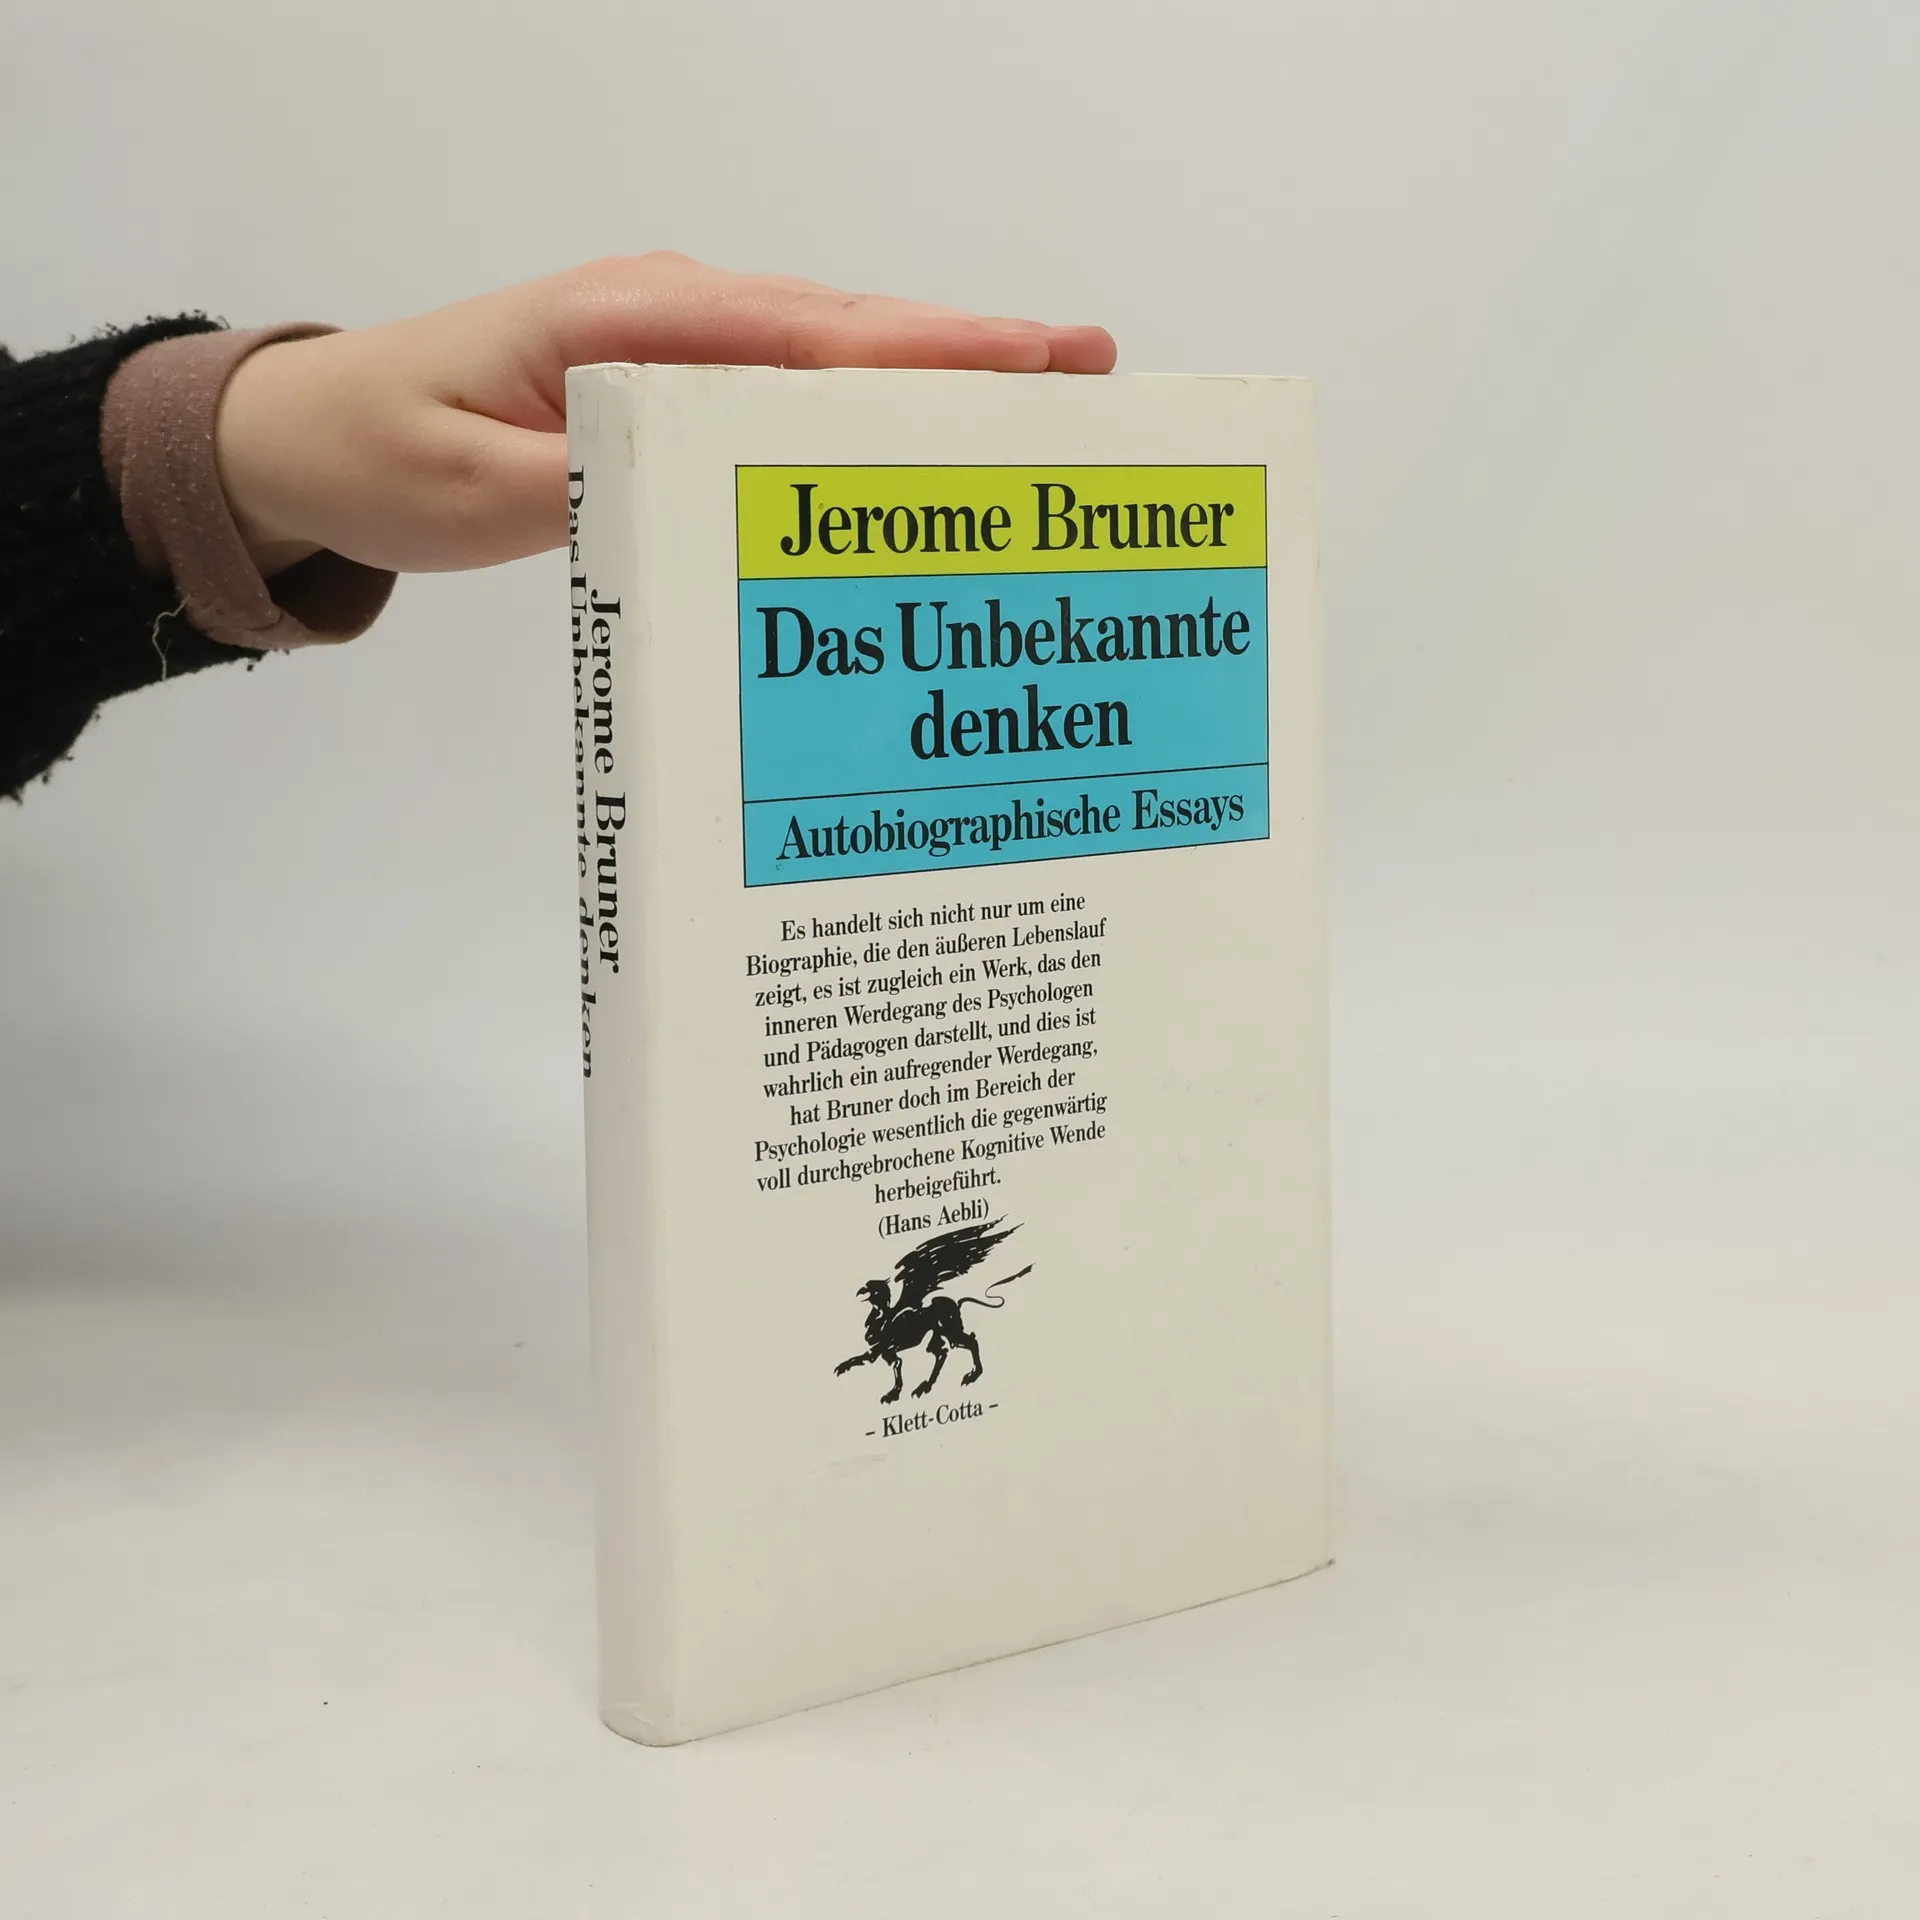 Jerome Bruner
Das Unbekannte denken
Jerome Bruner
Das Unbekannte
denken
Autobiographische Essays
Es handelt sich nicht nur um eine
Biographie, die den äußeren Lebenslauf
zeigt, es ist zugleich ein Werk, das den
inneren Werdegang des Psychologen
und Pädagogen darstellt, und dies ist
wahrlich ein aufregender Werdegang,
hat Bruner doch im Bereich der
Psychologie wesentlich die gegenwärtig
voll durchgebrochene Kognitive Wende
herbeigeführt.
(Hans Aebli)
– Klett-Cotta –